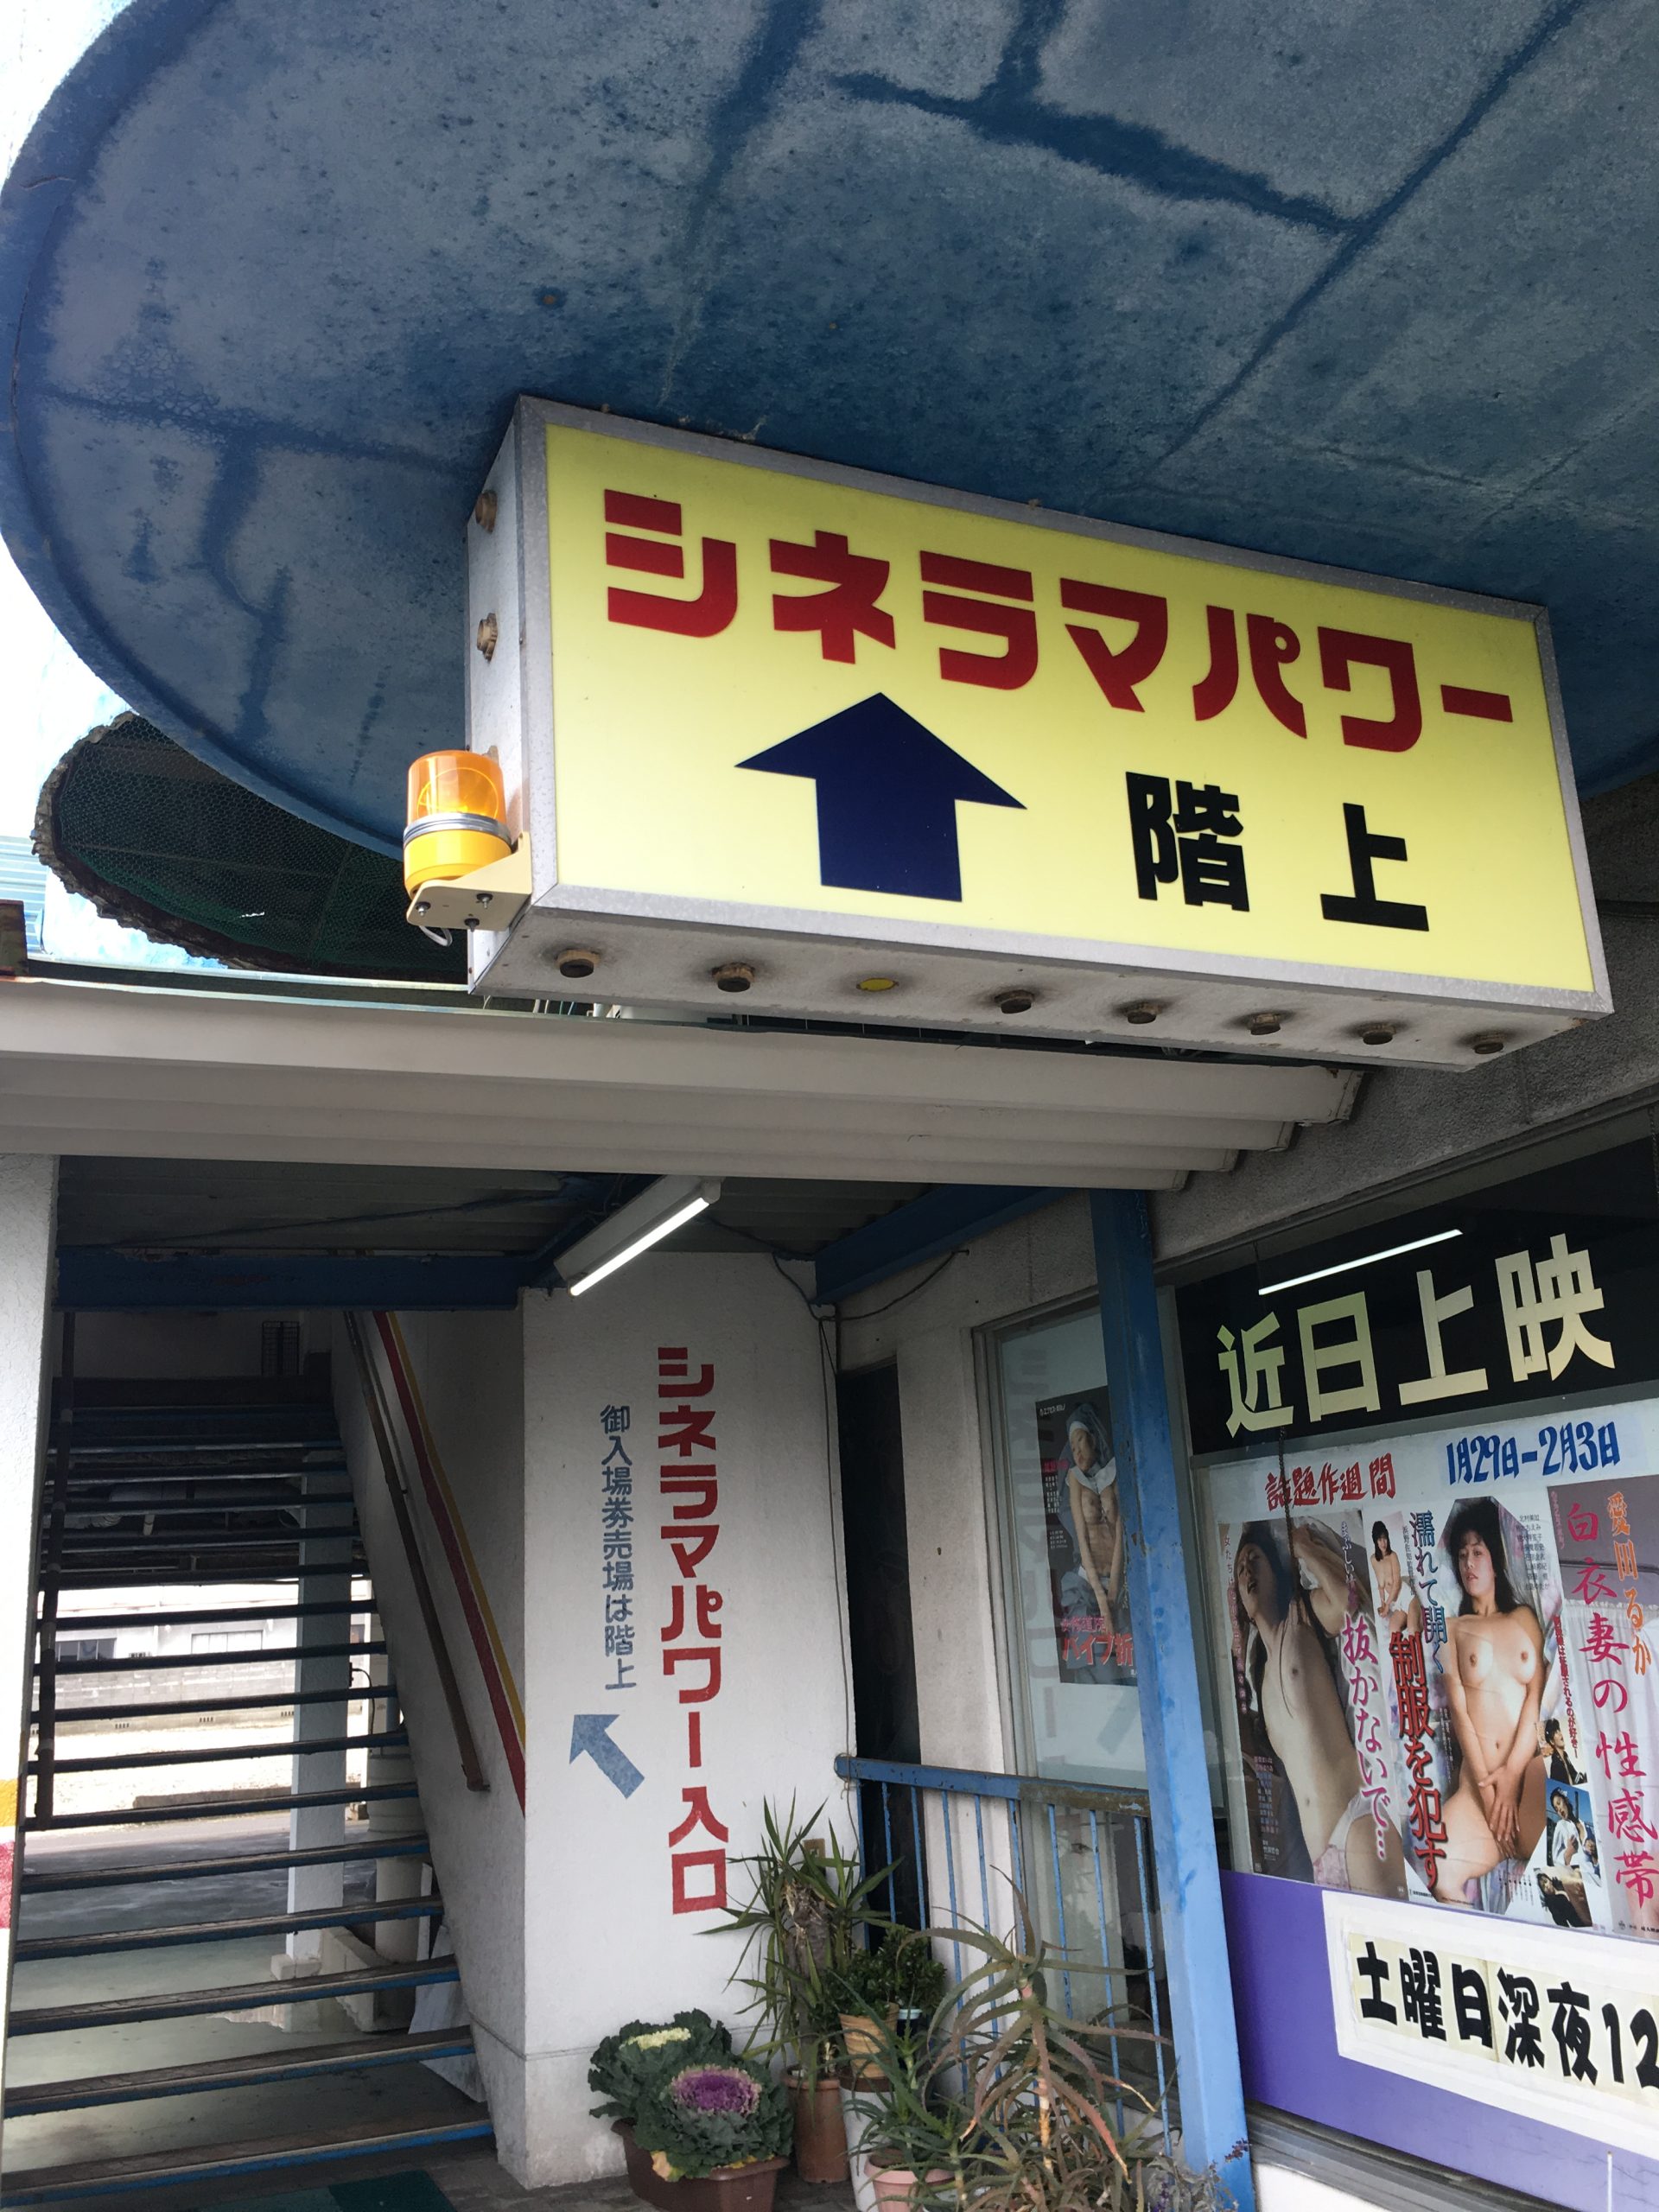 シネラマパワー
階上
シネラマパワー入口
御入場券売場は階上
近日上映
話題作週間
1月29日-2月3日
抜かないで…
濡れて開く
制服を犯す
愛田るか
白衣妻の性感帯
土曜日深夜12